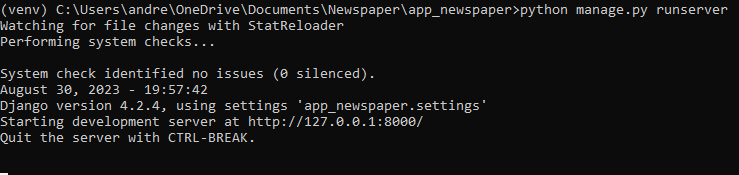 (venv) C:\Users\andre\OneDrive\Documents\Newspaper\app_newspaper>python manage.py runserver
Watching for file changes with StatReloader
Performing system checks...
System check identified no issues (0 silenced).
August 30, 2023 - 19:57:42
Django version 4.2.4, using settings 'app_newspaper.settings'
Starting development server at http://127.0.0.1:8000/
Quit the server with CTRL-BREAK.